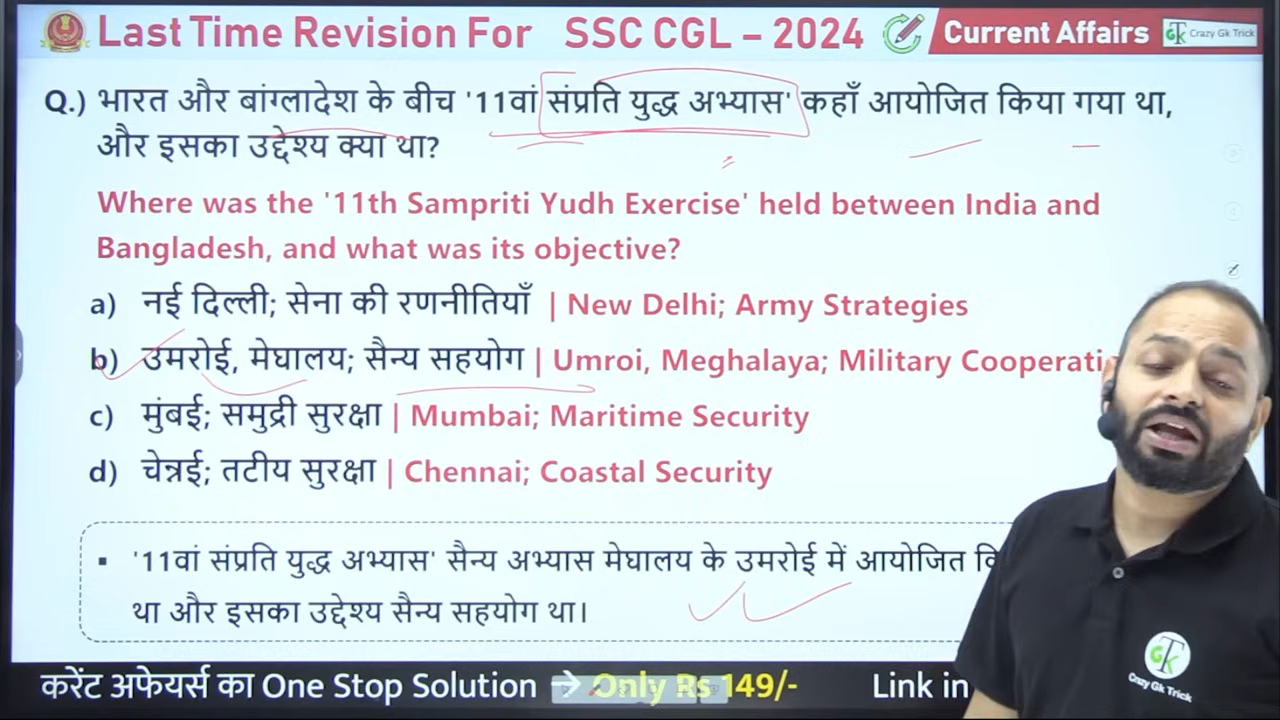 Last Time Revision For SSC CGL – 2024
Current Affairs
Crazy Gk Trick
Q.) भारत और बांग्लादेश के बीच '11वां संप्रति युद्ध अभ्यास' कहाँ आयोजित किया गया था,
और इसका उद्देश्य क्या था?
Where was the '11th Sampriti Yudh Exercise' held between India and
Bangladesh, and what was its objective?
a) नई दिल्ली; सेना की रणनीतियाँ | New Delhi; Army Strategies
b) उमरोई, मेघालय; सैन्य सहयोग | Umroi, Meghalaya; Military Cooperati
c) मुंबई; समुद्री सुरक्षा | Mumbai; Maritime Security
d) चेन्नई; तटीय सुरक्षा | Chennai; Coastal Security
▪ '11वां संप्रति युद्ध अभ्यास' सैन्य अभ्यास मेघालय के उमरोई में आयोजित कि
था और इसका उद्देश्य सैन्य सहयोग था।
GTK
Crazy Gk Trick
करेंट अफेयर्स का One Stop Solution → Only Rs 149/- Link in